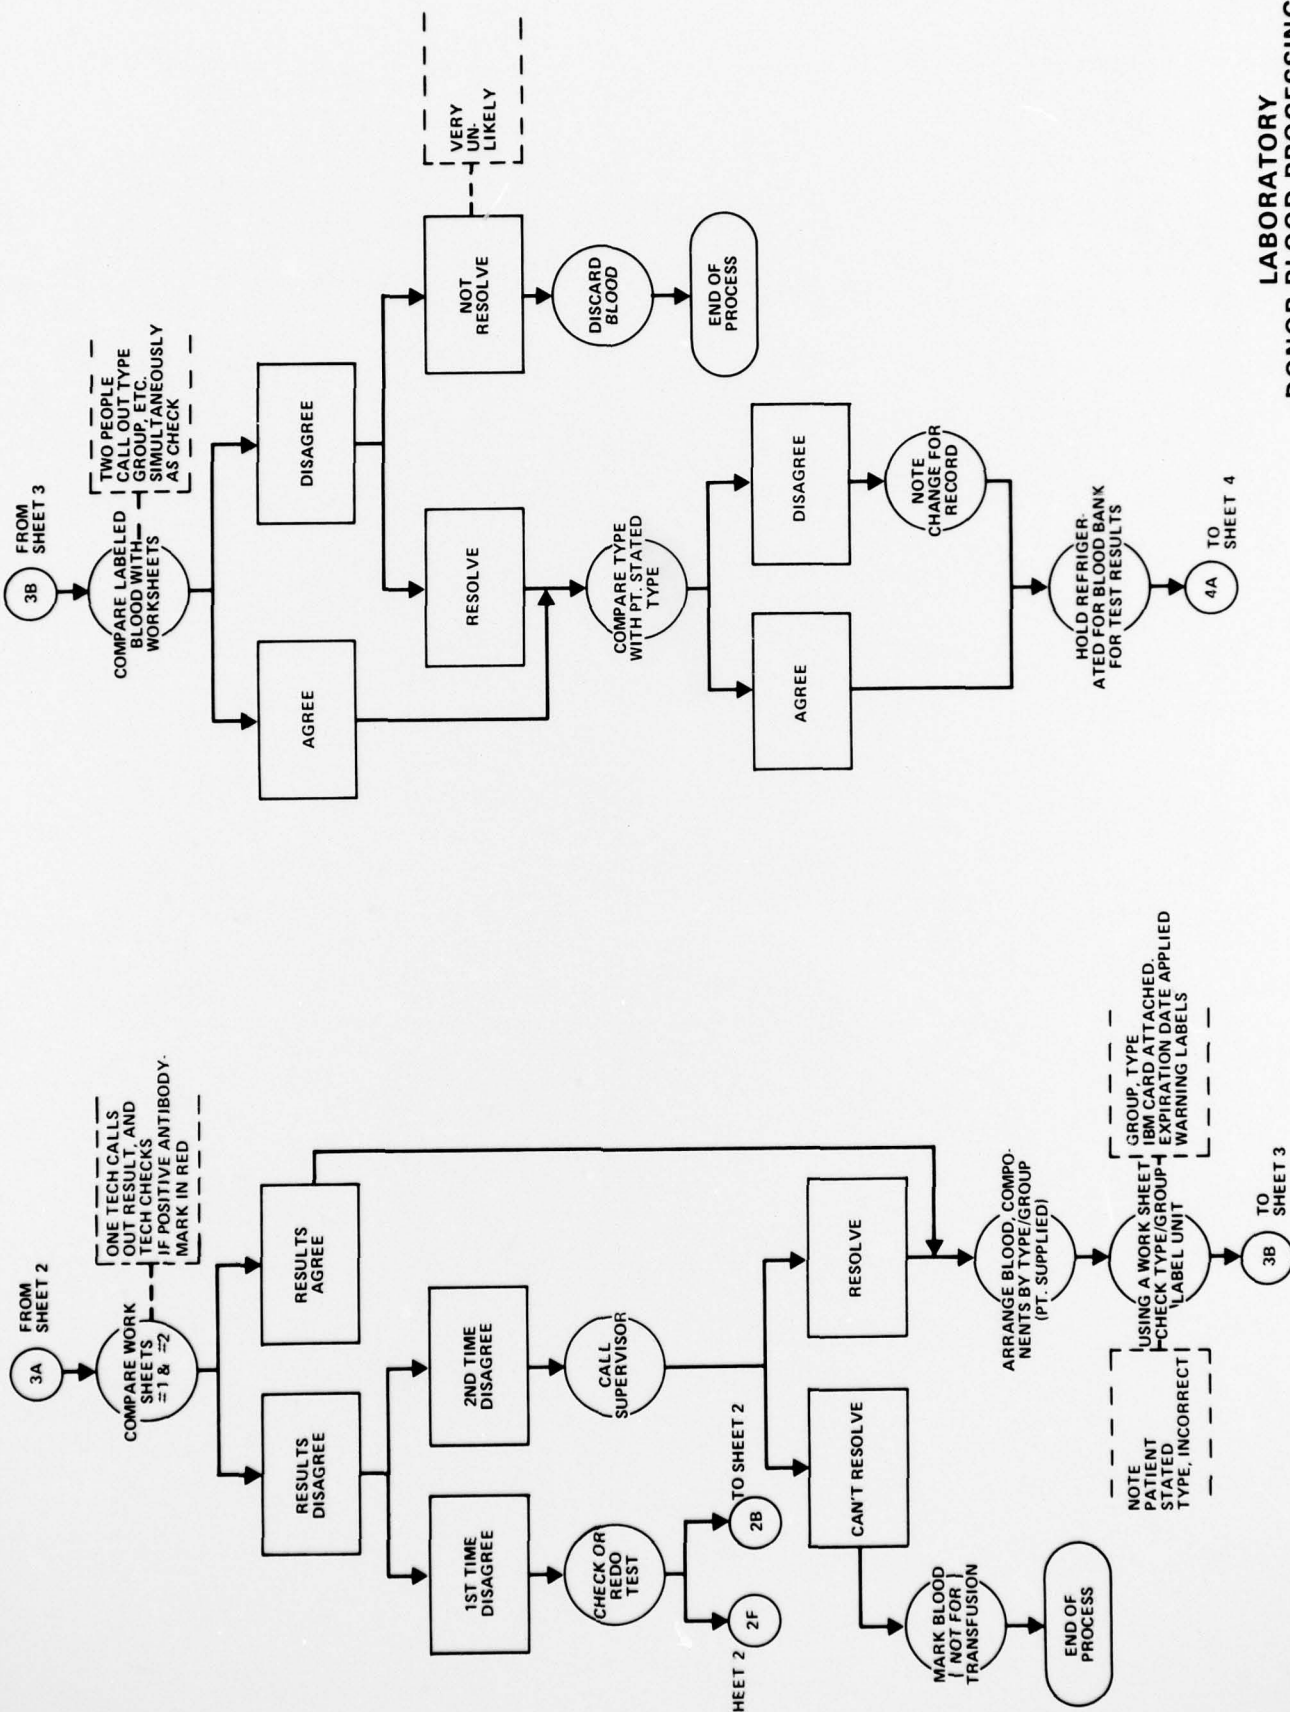 FROM
SHEET 2
3A
COMPARE WORK
SHEETS
=1 & =2
ONE TECH CALLS
OUT RESULT, AND
TECH CHECKS
IF POSITIVE ANTIBODY-
MARK IN RED
RESULTS
DISAGREE
RESULTS
AGREE
1ST TIME
DISAGREE
2ND TIME
DISAGREE
CHECK OR
REDO
TEST
CALL
SUPERVISOR
HEET 2
2F
2B
TO SHEET 2
CAN'T RESOLVE
RESOLVE
MARK BLOOD
{ NOT FOR }
TRANSFUSION
END OF
PROCESS
ARRANGE BLOOD, COMPO-
NENTS BY TYPE/GROUP
(PT. SUPPLIED)
NOTE
PATIENT
STATED
TYPE, INCORRECT
USING A WORK SHEET
CHECK TYPE/GROUP
LABEL UNIT
GROUP, TYPE
IBM CARD ATTACHED.
EXPIRATION DATE APPLIED
WARNING LABELS
3B
TO
SHEET 3
FROM
SHEET 3
3B
COMPARE LABELED
BLOOD WITH
WORKSHEETS
TWO PEOPLE
CALL OUT TYPE
GROUP, ETC.
SIMULTANEOUSLY
AS CHECK
AGREE
DISAGREE
RESOLVE
NOT
RESOLVE
VERY
UN-
LIKELY
DISCARD
BLOOD
END OF
PROCESS
COMPARE TYPE
WITH PT. STATED
TYPE
AGREE
DISAGREE
NOTE
CHANGE FOR
RECORD
HOLD REFRIGER-
ATED FOR BLOOD BANK
FOR TEST RESULTS
4A
TO
SHEET 4
LABORATORY
DONOR BLOOD PROCESSING